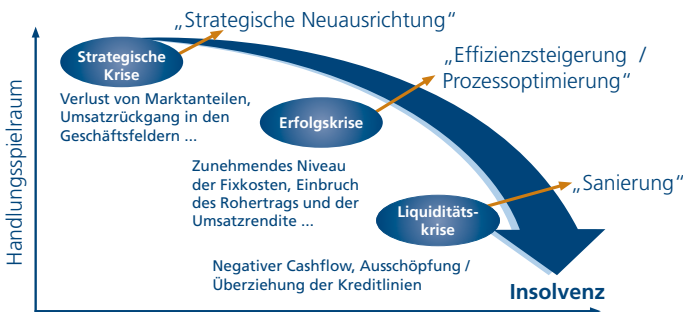 „Strategische Neuausrichtung“
Strategische
Krise
„Effizienzsteigerung /
Prozessoptimierung“
Verlust von Marktanteilen,
Umsatzrückgang in den
Geschäftsfeldern ...
Erfolgskrise
Handlungsspielraum
Zunehmendes Niveau
der Fixkosten, Einbruch
des Rohertrags und der
Umsatzrendite ...
„Sanierung“
Liquiditäts-
krise
Negativer Cashflow, Ausschöpfung /
Überziehung der Kreditlinien
Insolvenz